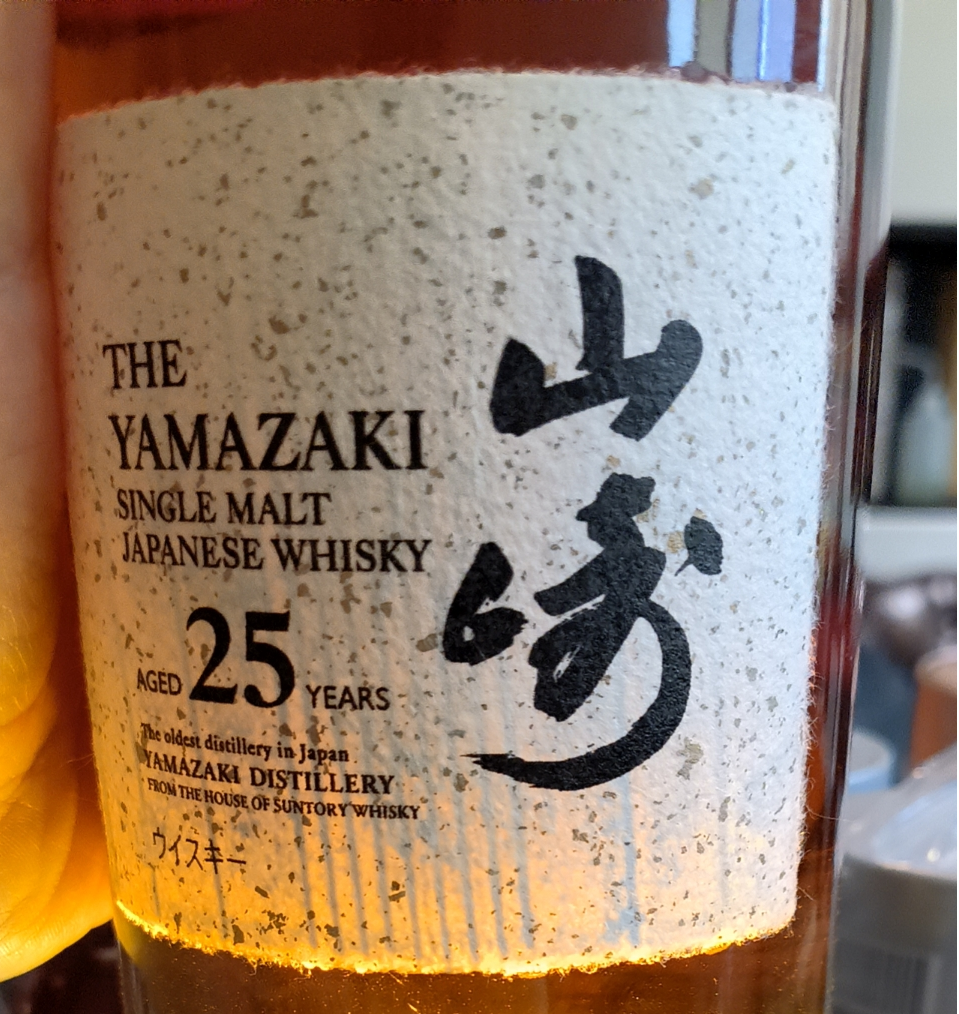 THE
YAMAZAKI
SINGLE MALT
JAPANESE WHISKY
AGED 25 YEARS
The oldest distillery in Japan
YAMAZAKI DISTILLERY
FROM THE HOUSE OF SUNTORY WHISKY
ウイスキー
山崎